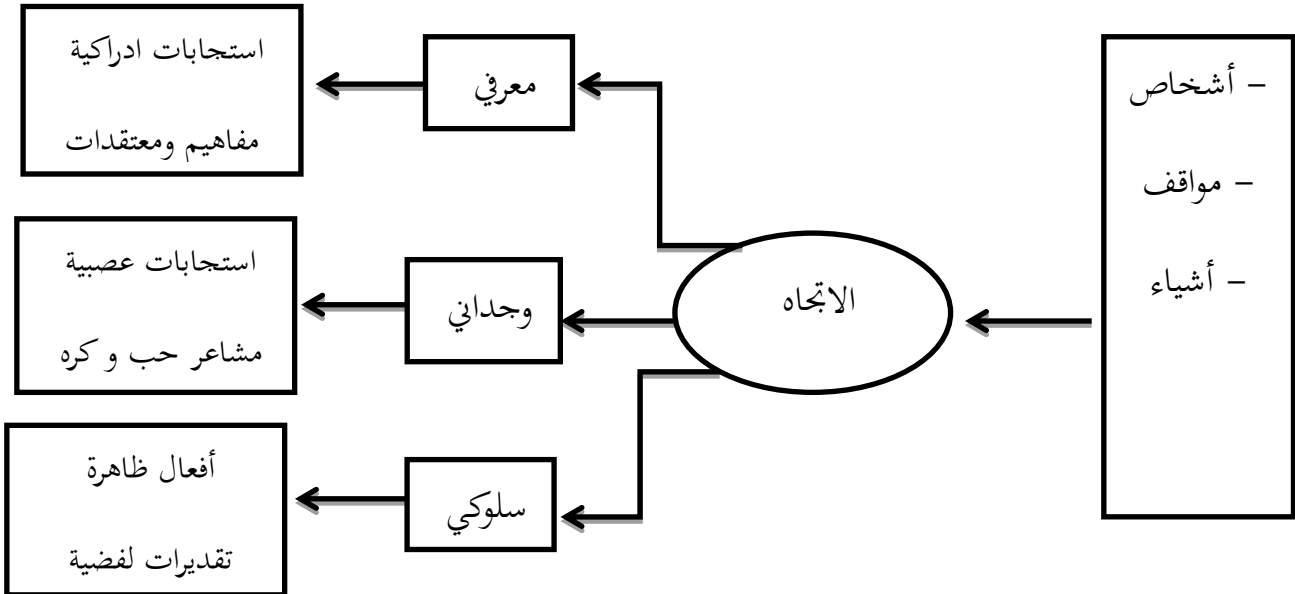 – أشخاص
– مواقف
– أشياء
الاتجاه
معرفي
استجابات ادراكية
مفاهيم ومعتقدات
وجداني
استجابات عصبية
مشاعر حب و كره
سلوكي
أفعال ظاهرة
تقديرات لفضية